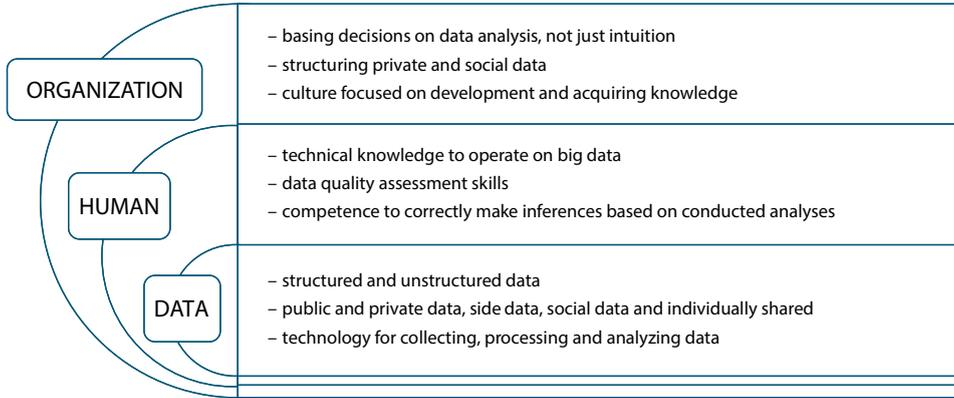 ORGANIZATION
– basing decisions on data analysis, not just intuition
– structuring private and social data
– culture focused on development and acquiring knowledge
HUMAN
– technical knowledge to operate on big data
– data quality assessment skills
– competence to correctly make inferences based on conducted analyses
DATA
– structured and unstructured data
– public and private data, side data, social data and individually shared
– technology for collecting, processing and analyzing data